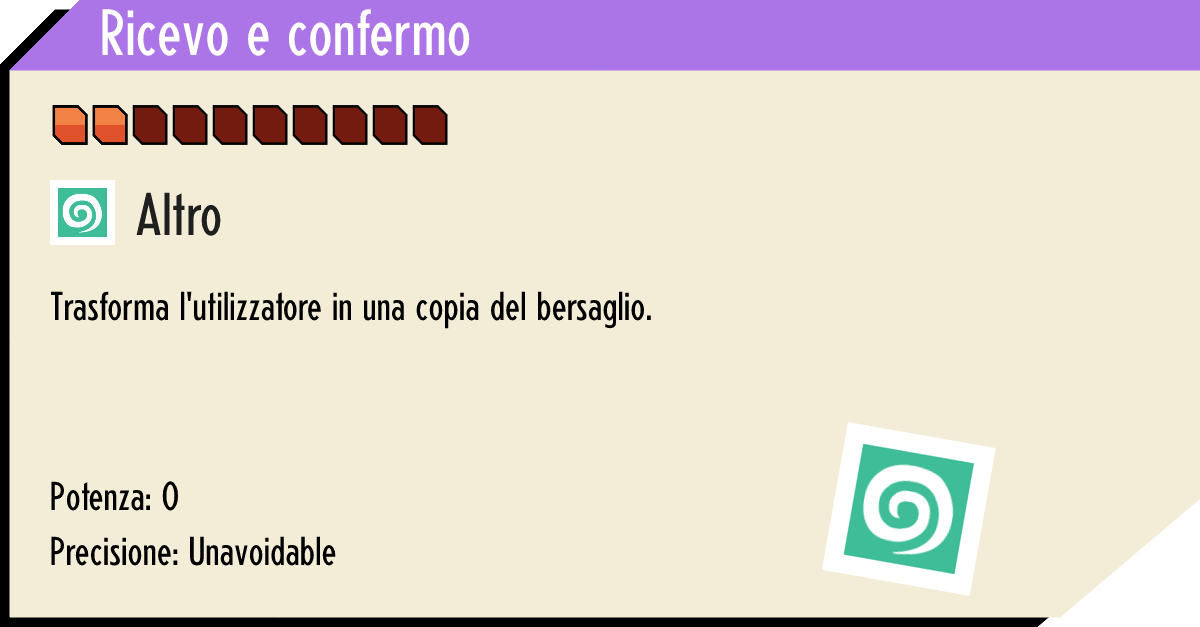 Ricevo e confermo
Altro
Trasforma l'utilizzatore in una copia del bersaglio.
Potenza: 0
Precisione: Unavoidable